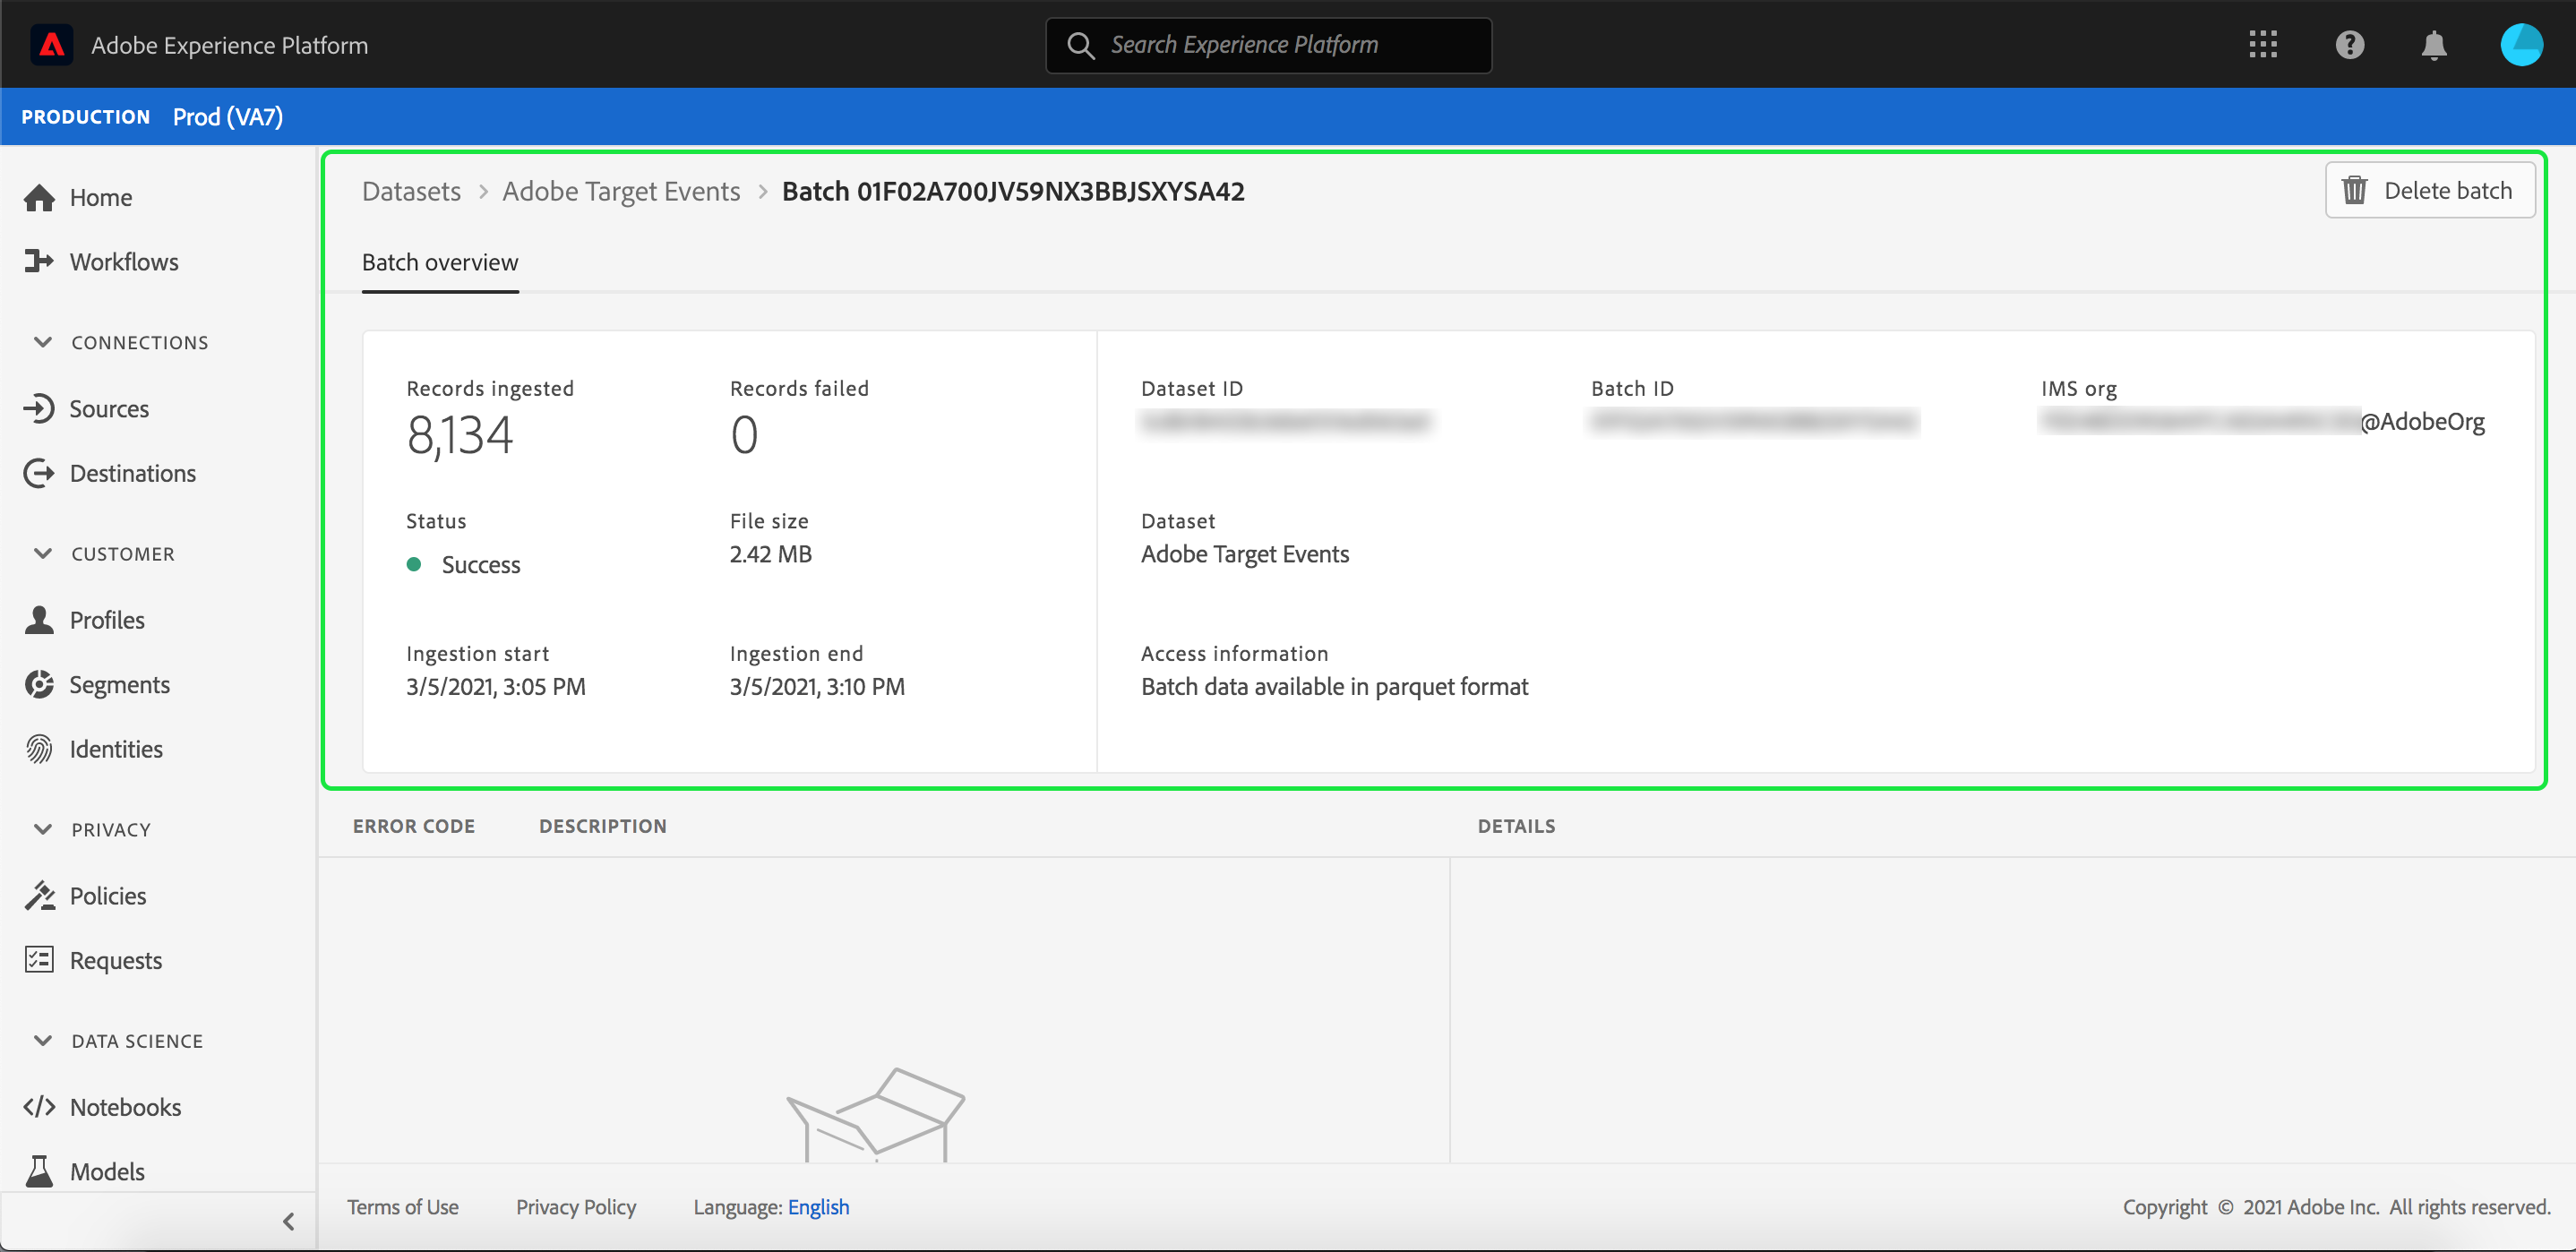 Adobe Experience Platform
Search Experience Platform
PRODUCTION Prod (VA7)
Home
Workflows
CONNECTIONS
Sources
Destinations
CUSTOMER
Profiles
Segments
Identities
PRIVACY
Policies
Requests
DATA SCIENCE
Notebooks
Models
Datasets > Adobe Target Events > Batch 01F02A700JV59NX3BBJSXYSA42
Delete batch
Batch overview
Records ingested
8,134
Records failed
0
Status
Success
File size
2.42 MB
Ingestion start
3/5/2021, 3:05 PM
Ingestion end
3/5/2021, 3:10 PM
Dataset ID
Batch ID
IMS org
@AdobeOrg
Dataset
Adobe Target Events
Access information
Batch data available in parquet format
ERROR CODE DESCRIPTION DETAILS
Terms of Use Privacy Policy Language: English Copyright © 2021 Adobe Inc. All rights reserved.